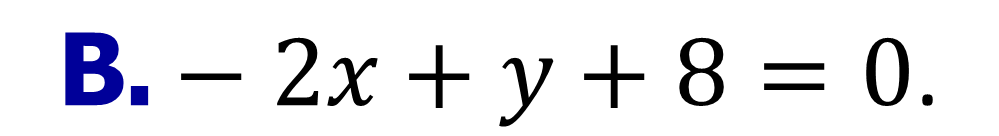 B. − 2x + y + 8 = 0.